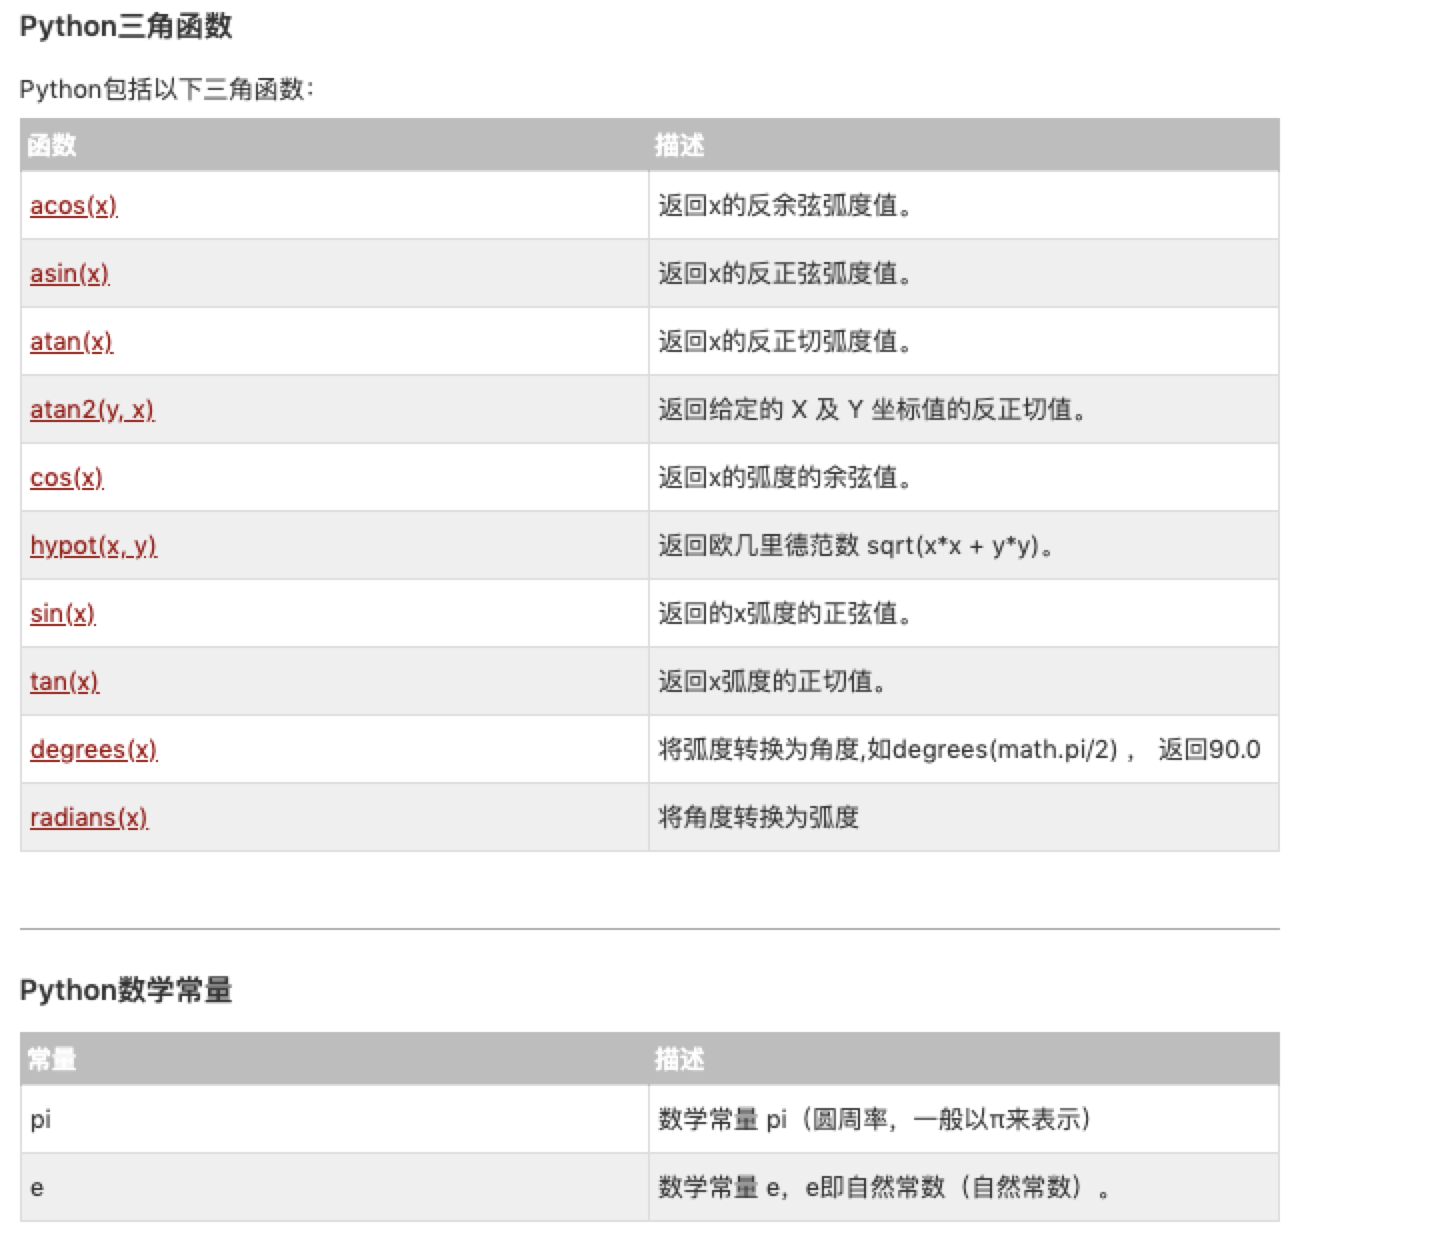 Python三角函数
Python包括以下三角函数：
函数 描述
acos(x) 返回x的反余弦弧度值。
asin(x) 返回x的反正弦弧度值。
atan(x) 返回x的反正切弧度值。
atan2(y, x) 返回给定的 X 及 Y 坐标值的反正切值。
cos(x) 返回x的弧度的余弦值。
hypot(x, y) 返回欧几里德范数 sqrt(x*x + y*y)。
sin(x) 返回的x弧度的正弦值。
tan(x) 返回x弧度的正切值。
degrees(x) 将弧度转换为角度,如degrees(math.pi/2) ， 返回90.0
radians(x) 将角度转换为弧度
Python数学常量
常量 描述
pi 数学常量 pi（圆周率，一般以π来表示）
e 数学常量 e，e即自然常数（自然常数）。